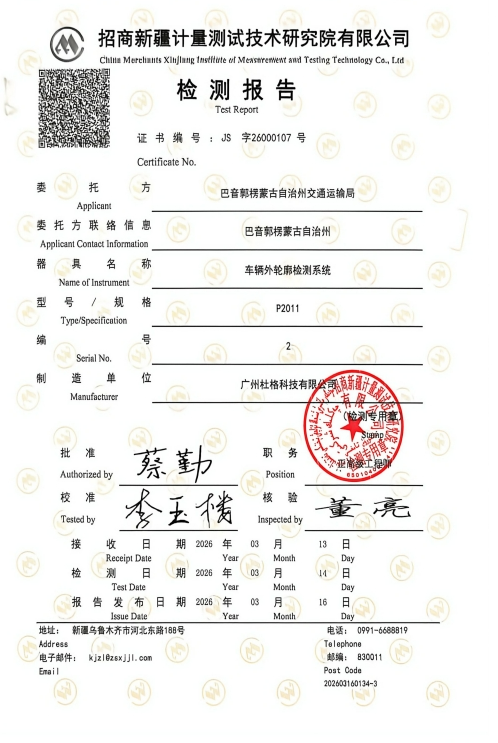 招商新疆计量测试技术研究院有限公司
China Merchants Xinjiang Institute of Measurement and Testing Technology Co., Ltd
检测报告
Test Report
证书编号：JS 字26000107 号
Certificate No.
委托方 巴音郭楞蒙古自治州交通运输局
Applicant
委托方联络信息 巴音郭楞蒙古自治州
Applicant Contact Information
器具名称 车辆外轮廓检测系统
Name of Instrument
型号/规格 P2011
Type/Specification
编号 2
Serial No.
制造单位 广州杜格科技有限公司
Manufacturer
（检测专用章）
Stamp
批准 蔡勤 职务 正高级工程师
Authorized by Position
校准 李玉楼 核验 董亮
Tested by Inspected by
接收日期 2026 年 03 月 13 日
Receipt Date Year Month Day
检测日期 2026 年 03 月 14 日
Test Date Year Month Day
报告发布日期 2026 年 03 月 16 日
Issue Date Year Month Day
地址： 新疆乌鲁木齐市河北东路188号 电话： 0991-6688819
Address Telephone
电子邮件： kjzl@zsxjjl.com 邮编： 830011
Email Post Code
202603160134-3